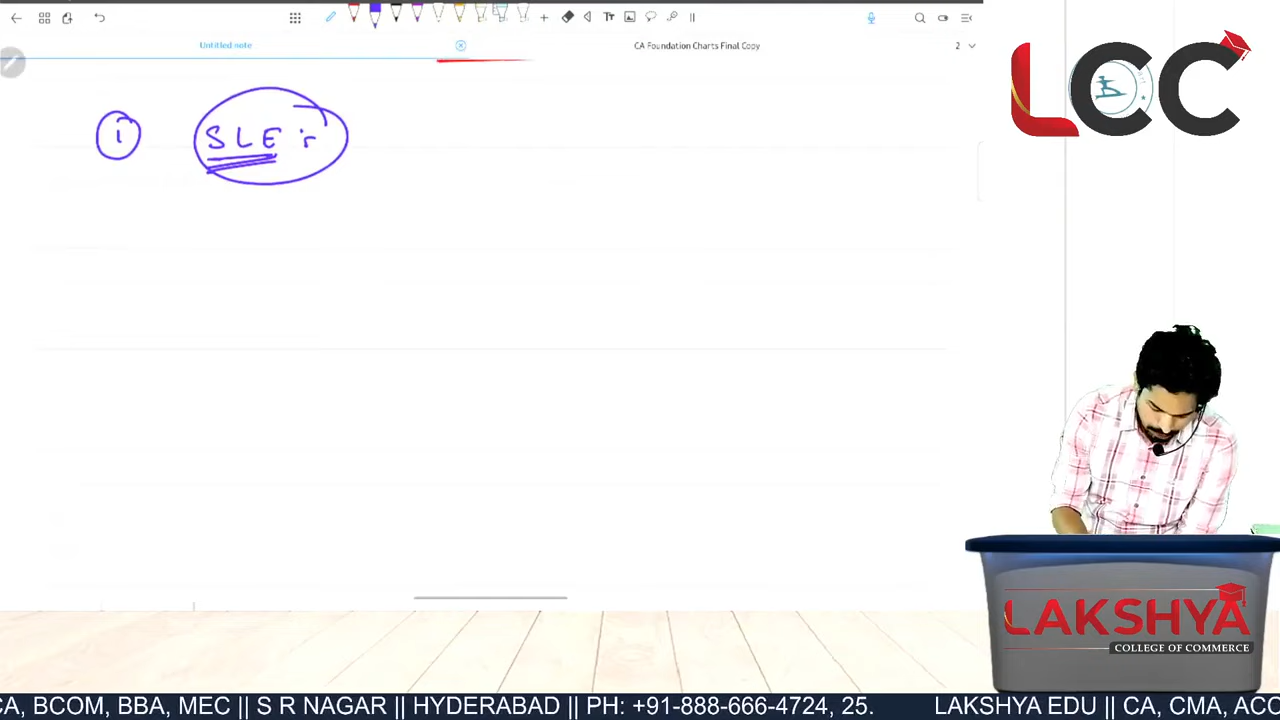 Untitled note
CA Foundation Charts Final Copy
2
LCC
1 SLE :-
LAKSHYA
COLLEGE OF COMMERCE
CA, BCOM, BBA, MEC || S R NAGAR || HYDERABAD || PH: +91-888-666-4724, 25. LAKSHYA EDU || CA, CMA, ACC